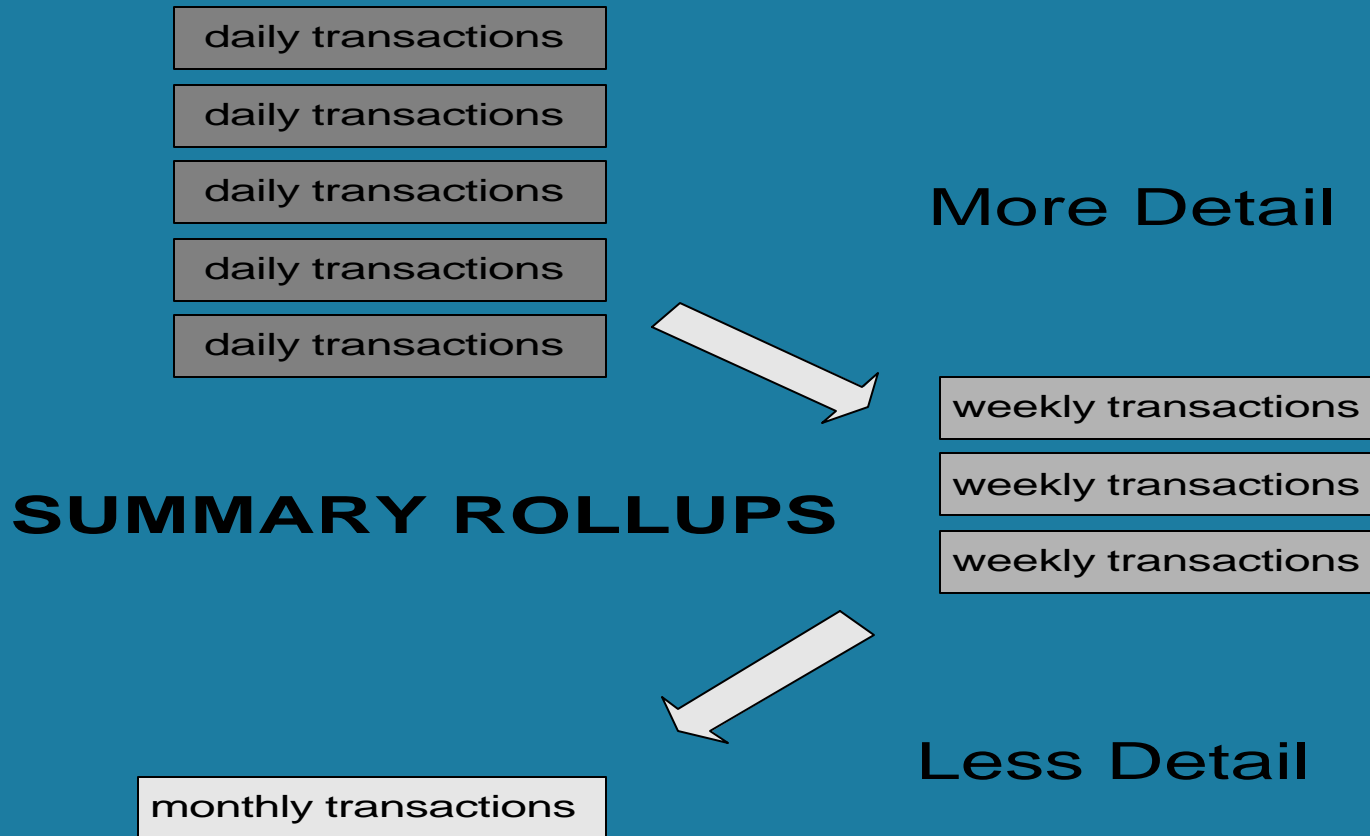 daily transactions
daily transactions
daily transactions
More Detail
daily transactions
daily transactions
weekly transactions
weekly transactions
SUMMARY ROLLUPS
weekly transactions
Less Detail
monthly transactions